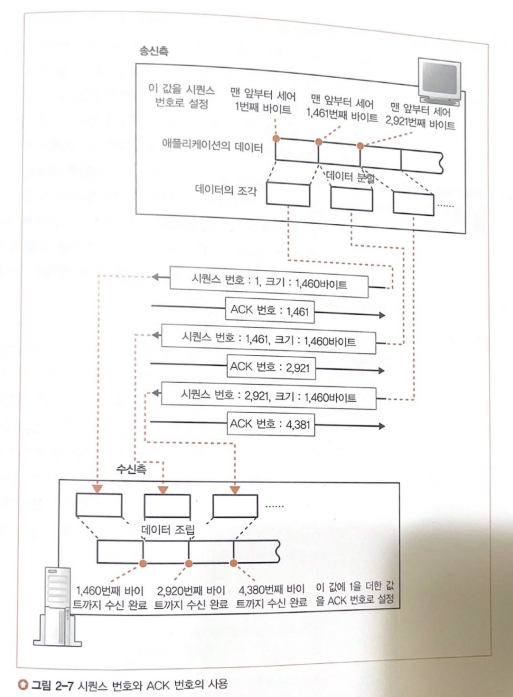 송신측
이 값을 시퀀스
번호로 설정
맨 앞부터 세어
1번째 바이트
맨 앞부터 세어
1,461번째 바이트
맨 앞부터 세어
2,921번째 바이트
애플리케이션의 데이터
데이터 분할
데이터의 조각
......
시퀀스 번호 : 1, 크기 : 1,460바이트
ACK 번호 : 1,461
시퀀스 번호 : 1,461, 크기 : 1,460바이트
ACK 번호 : 2,921
시퀀스 번호 : 2,921, 크기 : 1,460바이트
ACK 번호 : 4,381
수신측
......
데이터 조립
1,460번째 바이
트까지 수신 완료
2,920번째 바이
트까지 수신 완료
4,380번째 바이
트까지 수신 완료
이 값에 1을 더한 값
을 ACK 번호로 설정
그림 2-7 시퀀스 번호와 ACK 번호의 사용